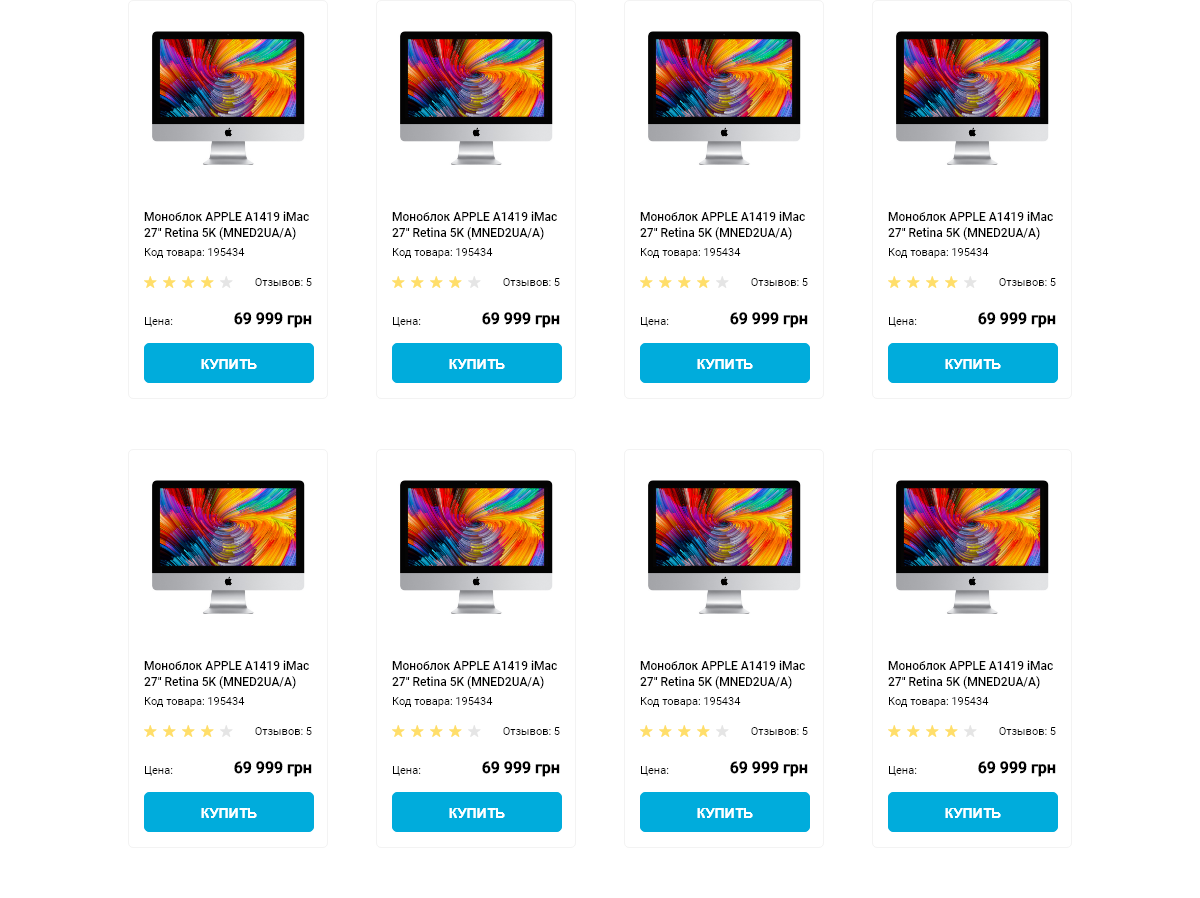 Моноблок APPLE A1419 iMac
27" Retina 5K (MNED2UA/A)
Код товара: 195434
Отзывов: 5
Цена: 69 999 грн
КУПИТЬ
Моноблок APPLE A1419 iMac
27" Retina 5K (MNED2UA/A)
Код товара: 195434
Отзывов: 5
Цена: 69 999 грн
КУПИТЬ
Моноблок APPLE A1419 iMac
27" Retina 5K (MNED2UA/A)
Код товара: 195434
Отзывов: 5
Цена: 69 999 грн
КУПИТЬ
Моноблок APPLE A1419 iMac
27" Retina 5K (MNED2UA/A)
Код товара: 195434
Отзывов: 5
Цена: 69 999 грн
КУПИТЬ
Моноблок APPLE A1419 iMac
27" Retina 5K (MNED2UA/A)
Код товара: 195434
Отзывов: 5
Цена: 69 999 грн
КУПИТЬ
Моноблок APPLE A1419 iMac
27" Retina 5K (MNED2UA/A)
Код товара: 195434
Отзывов: 5
Цена: 69 999 грн
КУПИТЬ
Моноблок APPLE A1419 iMac
27" Retina 5K (MNED2UA/A)
Код товара: 195434
Отзывов: 5
Цена: 69 999 грн
КУПИТЬ
Моноблок APPLE A1419 iMac
27" Retina 5K (MNED2UA/A)
Код товара: 195434
Отзывов: 5
Цена: 69 999 грн
КУПИТЬ